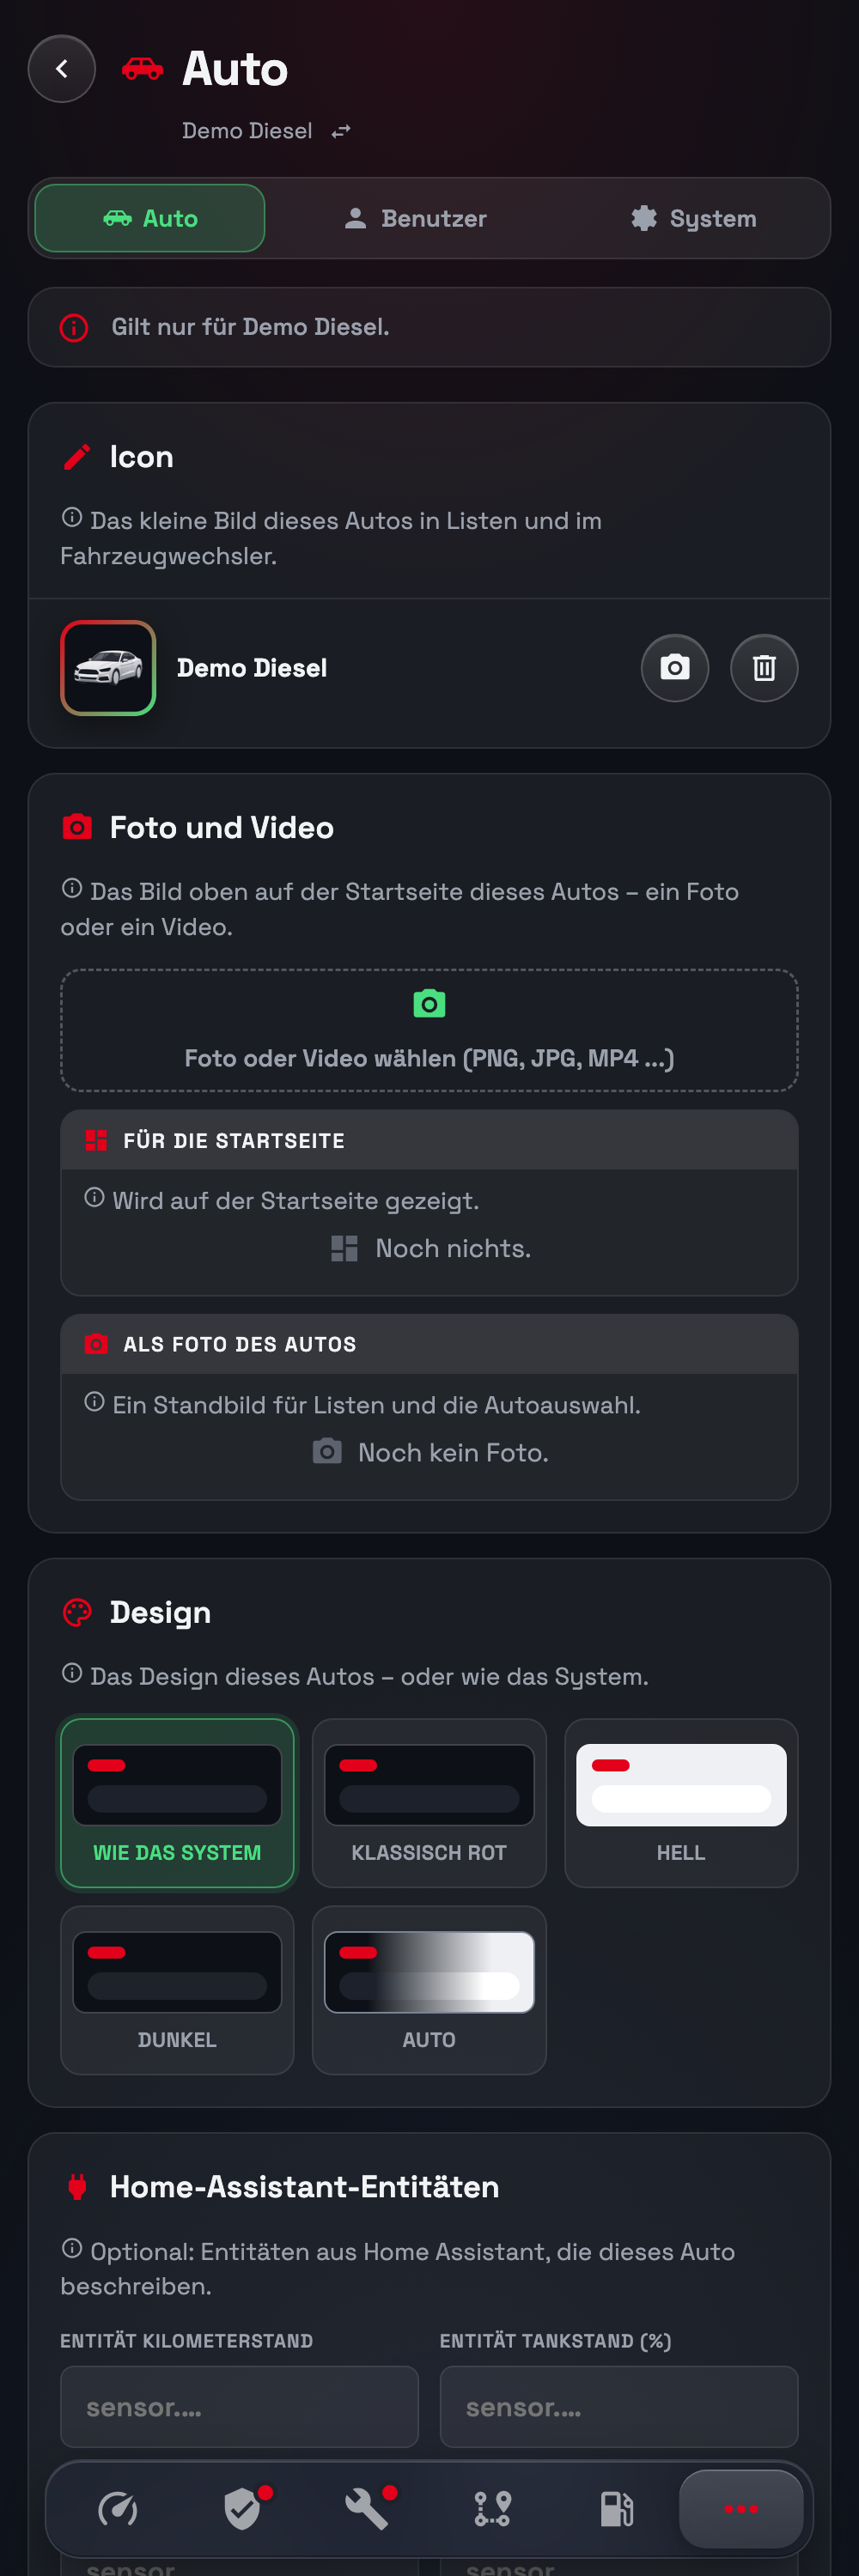 Auto
Demo Diesel
Auto
Benutzer
System
Gilt nur für Demo Diesel.
Icon
Das kleine Bild dieses Autos in Listen und im
Fahrzeugwechsler.
Demo Diesel
Foto und Video
Das Bild oben auf der Startseite dieses Autos – ein Foto
oder ein Video.
Foto oder Video wählen (PNG, JPG, MP4 ...)
FÜR DIE STARTSEITE
Wird auf der Startseite gezeigt.
Noch nichts.
ALS FOTO DES AUTOS
Ein Standbild für Listen und die Autoauswahl.
Noch kein Foto.
Design
Das Design dieses Autos – oder wie das System.
WIE DAS SYSTEM
KLASSISCH ROT
HELL
DUNKEL
AUTO
Home-Assistant-Entitäten
Optional: Entitäten aus Home Assistant, die dieses Auto
beschreiben.
ENTITÄT KILOMETERSTAND
ENTITÄT TANKSTAND (%)
sensor.…
sensor.…
sensor
sensor